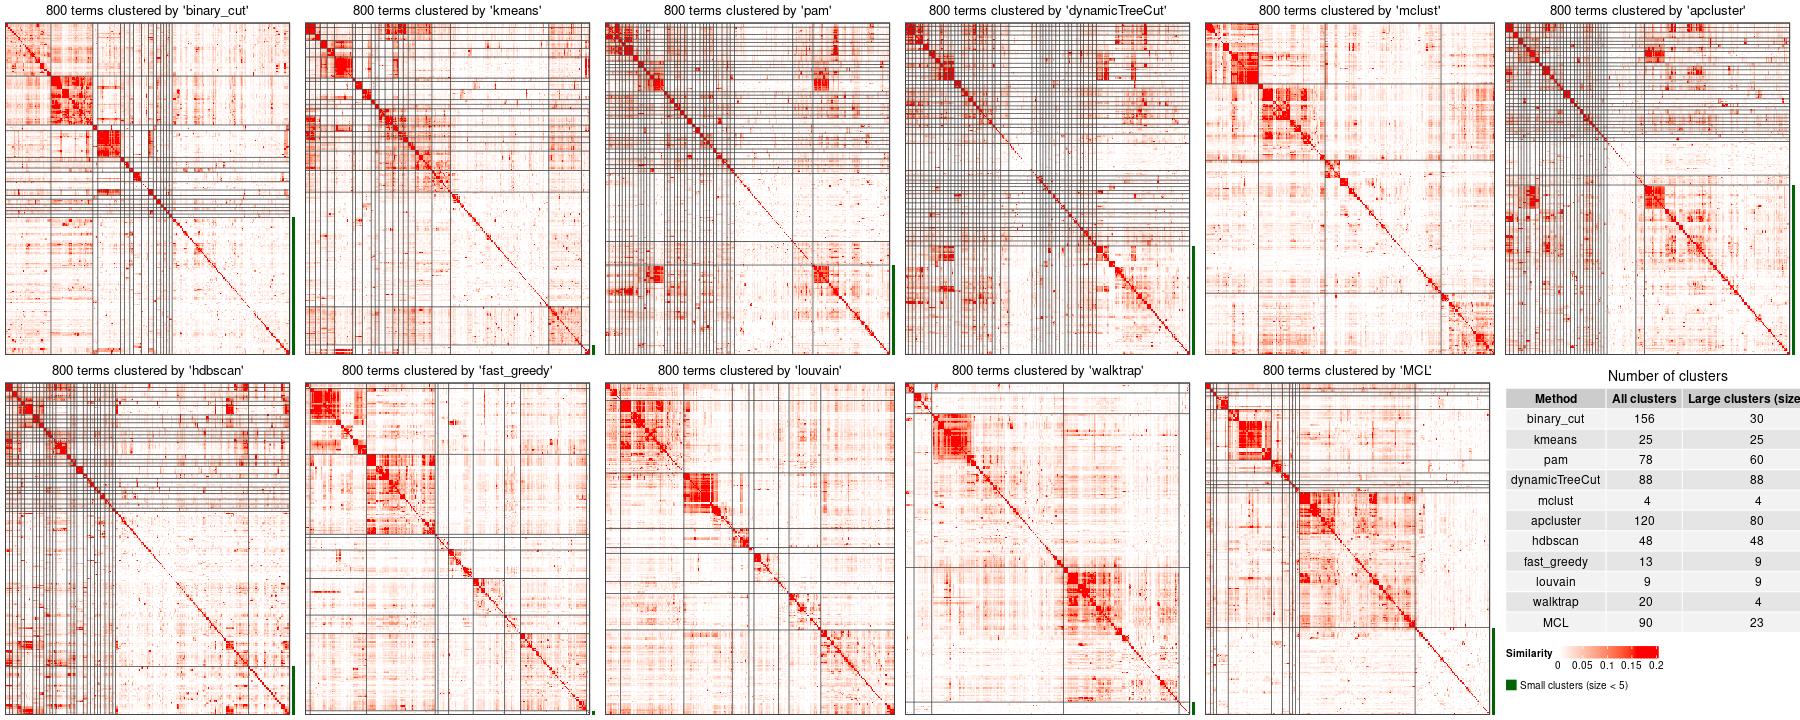 800 terms clustered by 'binary_cut'
800 terms clustered by 'kmeans'
800 terms clustered by 'pam'
800 terms clustered by 'dynamicTreeCut'
800 terms clustered by 'mclust'
800 terms clustered by 'apcluster'
800 terms clustered by 'hdbscan'
800 terms clustered by 'fast_greedy'
800 terms clustered by 'louvain'
800 terms clustered by 'walktrap'
800 terms clustered by 'MCL'
Number of clusters
Method All clusters Large clusters (size
binary_cut 156 30
kmeans 25 25
pam 78 60
dynamicTreeCut 88 88
mclust 4 4
apcluster 120 80
hdbscan 48 48
fast_greedy 13 9
louvain 9 9
walktrap 20 4
MCL 90 23
Similarity
0 0.05 0.1 0.15 0.2
Small clusters (size < 5)